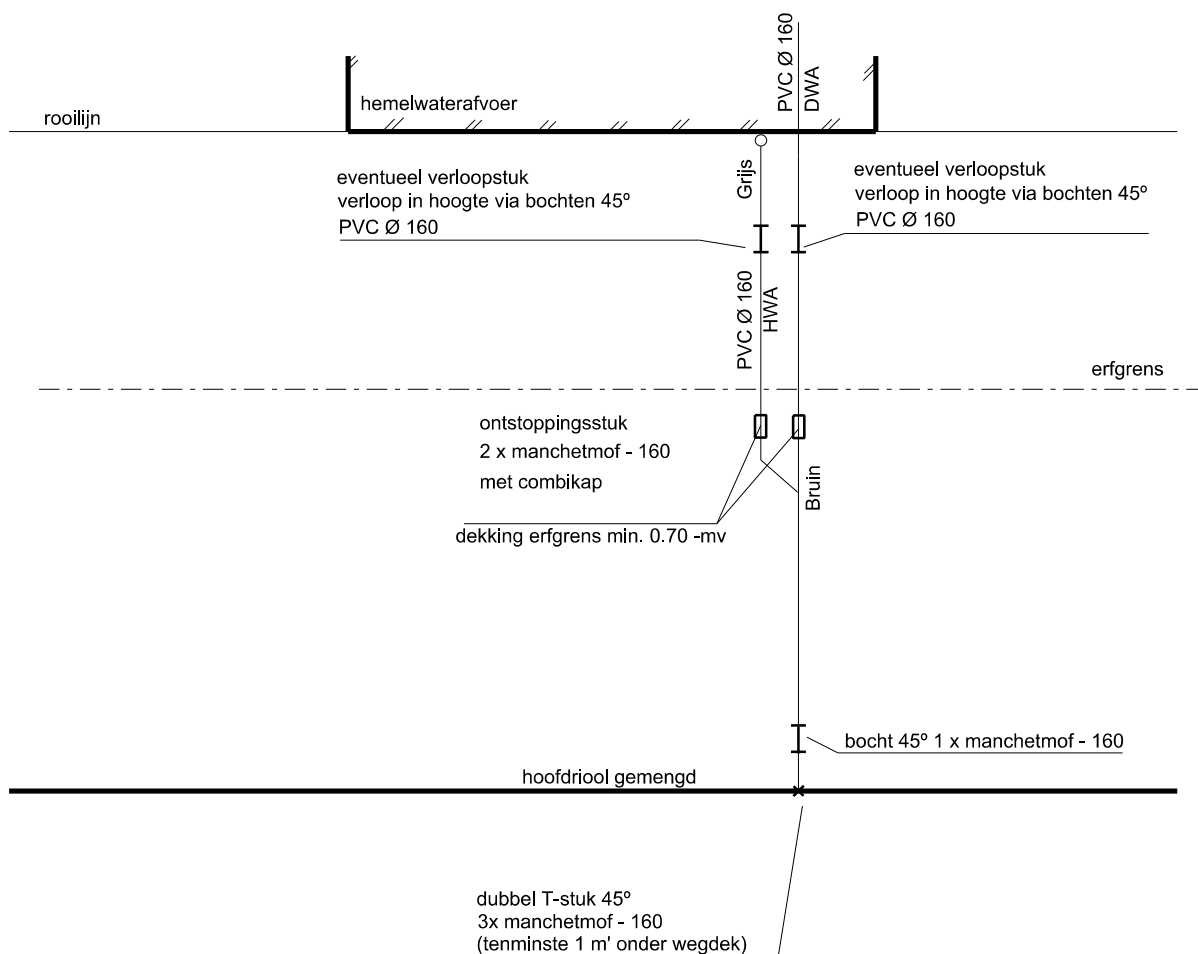 PVC Ø 160
DWA
hemelwaterafvoer
rooilijn
eventueel verloopstuk
verloop in hoogte via bochten 45º
PVC Ø 160
Grijs
eventueel verloopstuk
verloop in hoogte via bochten 45º
PVC Ø 160
PVC Ø 160
HWA
erfgrens
ontstoppingsstuk
2 x manchetmof - 160
met combikap
Bruin
dekking erfgrens min. 0.70 -mv
bocht 45º 1 x manchetmof - 160
hoofdriool gemengd
dubbel T-stuk 45º
3x manchetmof - 160
(tenminste 1 m' onder wegdek)